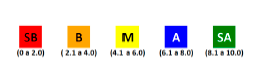 SB B M A SA
(0 a 2.0) ( 2.1 a 4.0) (4.1 a 6.0) (6.1 a 8.0) (8.1 a 10.0)